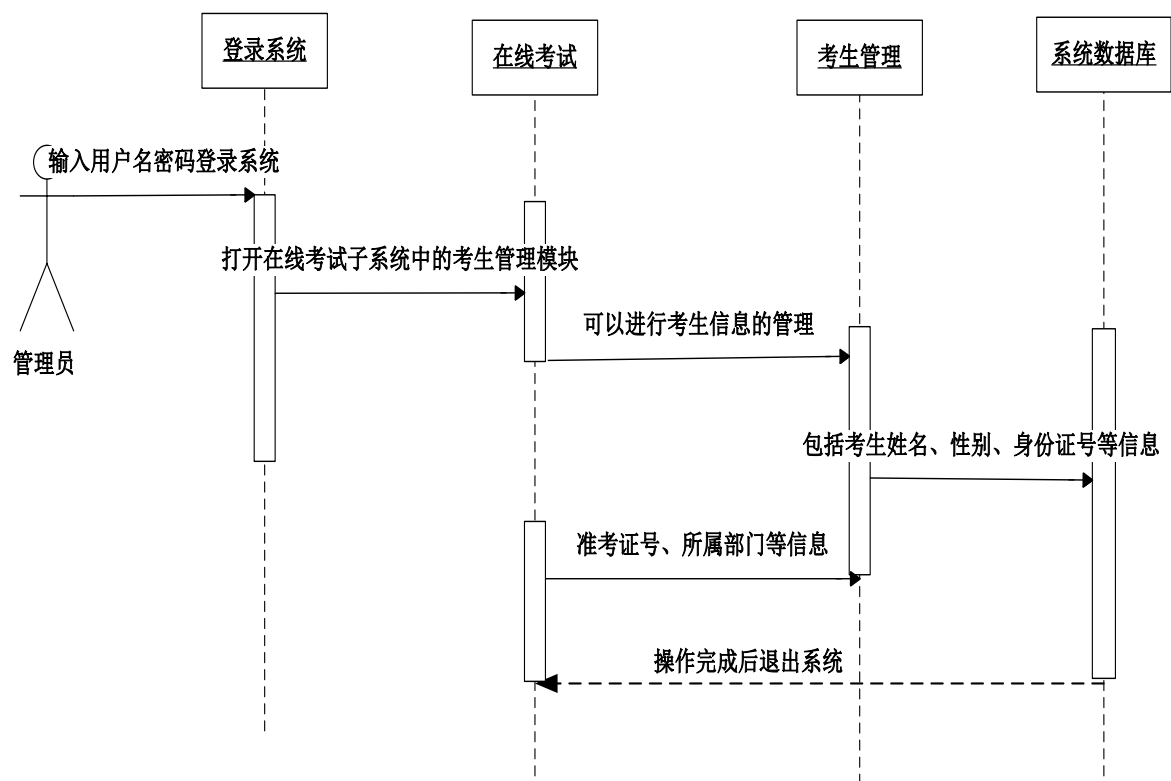 登录系统
在线考试
考生管理
系统数据库
输入用户名密码登录系统
打开在线考试子系统中的考生管理模块
可以进行考生信息的管理
管理员
包括考生姓名、性别、身份证号等信息
准考证号、所属部门等信息
操作完成后退出系统